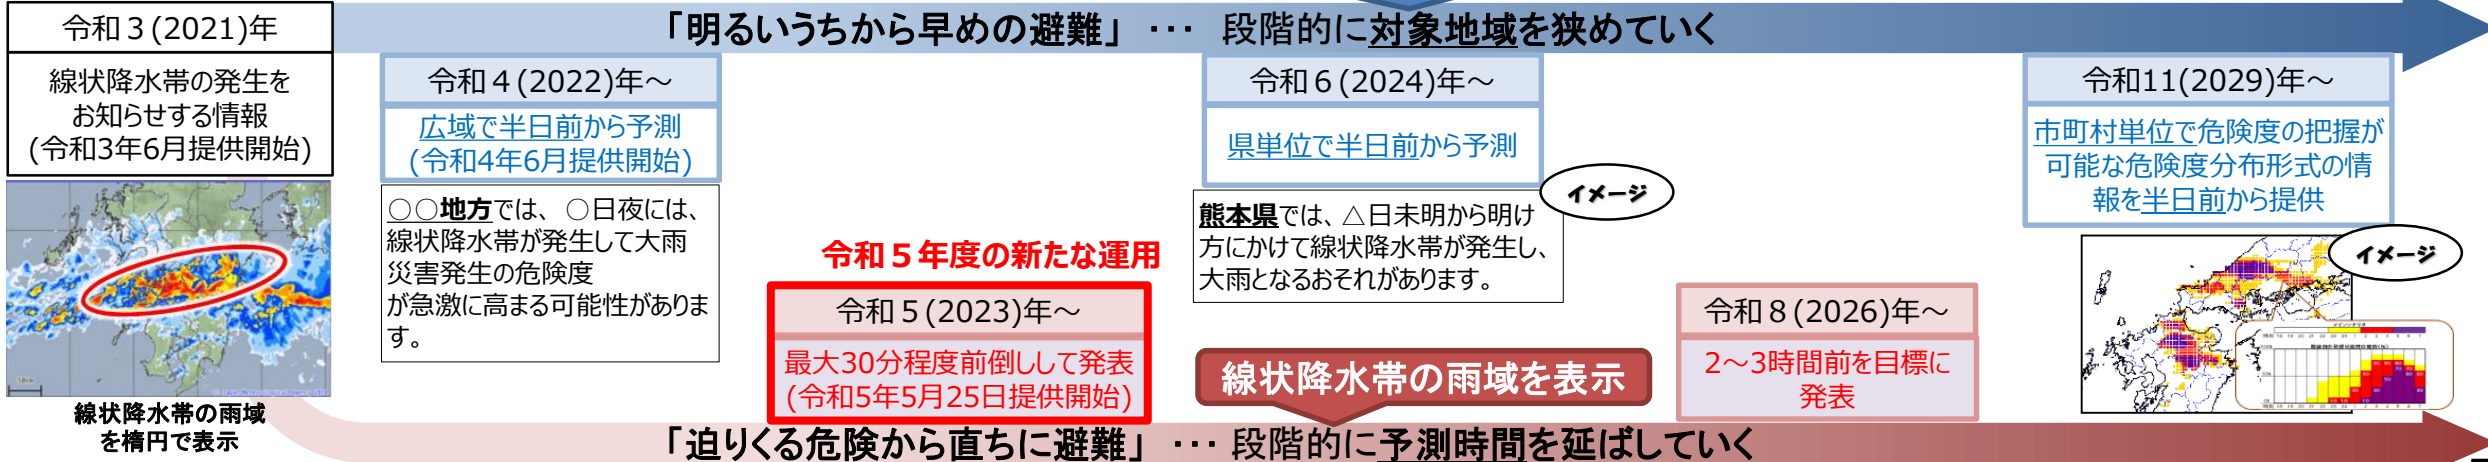 「明るいうちから早めの避難」 ･･･ 段階的に対象地域を狭めていく
令和３(2021)年
線状降水帯の発生を
お知らせする情報
(令和3年6月提供開始)
線状降水帯の雨域
を楕円で表示
令和４(2022)年～
広域で半日前から予測
(令和4年6月提供開始)
○○地方では、○日夜には、
線状降水帯が発生して大雨
災害発生の危険度
が急激に高まる可能性がありま
す。
令和５年度の新たな運用
令和５(2023)年～
最大30分程度前倒しして発表
(令和5年5月25日提供開始)
令和６(2024)年～
県単位で半日前から予測
イメージ
熊本県では、△日未明から明け
方にかけて線状降水帯が発生し、
大雨となるおそれがあります。
線状降水帯の雨域を表示
令和８(2026)年～
2～3時間前を目標に
発表
令和11(2029)年～
市町村単位で危険度の把握が
可能な危険度分布形式の情
報を半日前から提供
イメージ
「迫りくる危険から直ちに避難」 ･･･ 段階的に予測時間を延ばしていく